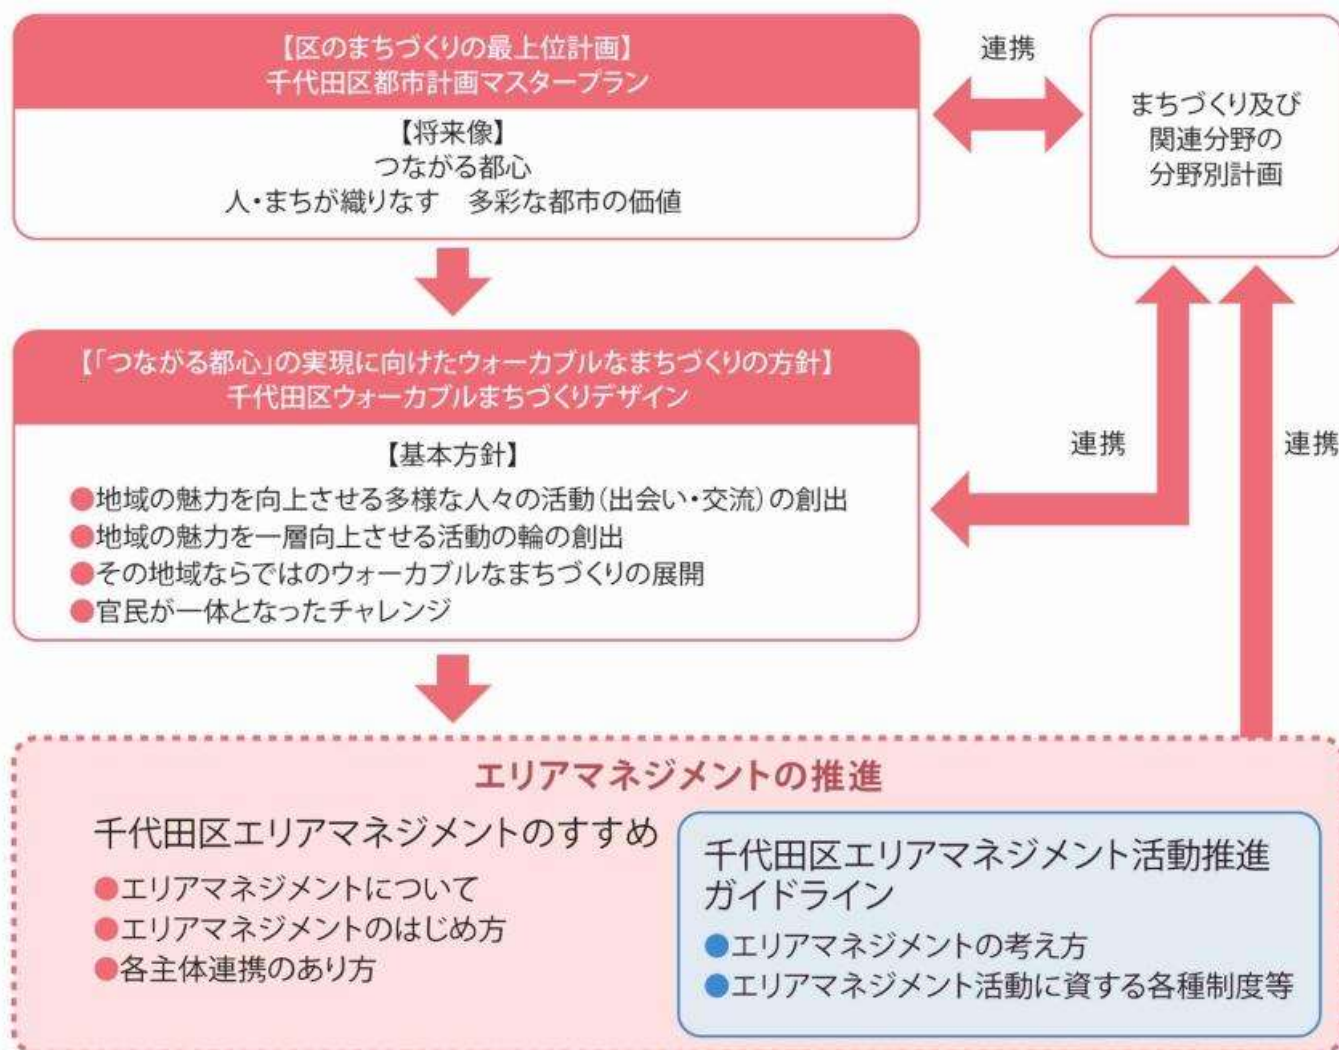 【区のまちづくりの最上位計画】
千代田区都市計画マスタープラン
【将来像】
つながる都心
人・まちが織りなす　多彩な都市の価値
連携
まちづくり及び
関連分野の
分野別計画
【「つながる都心」の実現に向けたウォーカブルなまちづくりの方針】
千代田区ウォーカブルまちづくりデザイン
【基本方針】
●地域の魅力を向上させる多様な人々の活動（出会い・交流）の創出
●地域の魅力を一層向上させる活動の輪の創出
●その地域ならではのウォーカブルなまちづくりの展開
●官民が一体となったチャレンジ
連携
連携
エリアマネジメントの推進
千代田区エリアマネジメントのすすめ
●エリアマネジメントについて
●エリアマネジメントのはじめ方
●各主体連携のあり方
千代田区エリアマネジメント活動推進
ガイドライン
●エリアマネジメントの考え方
●エリアマネジメント活動に資する各種制度等